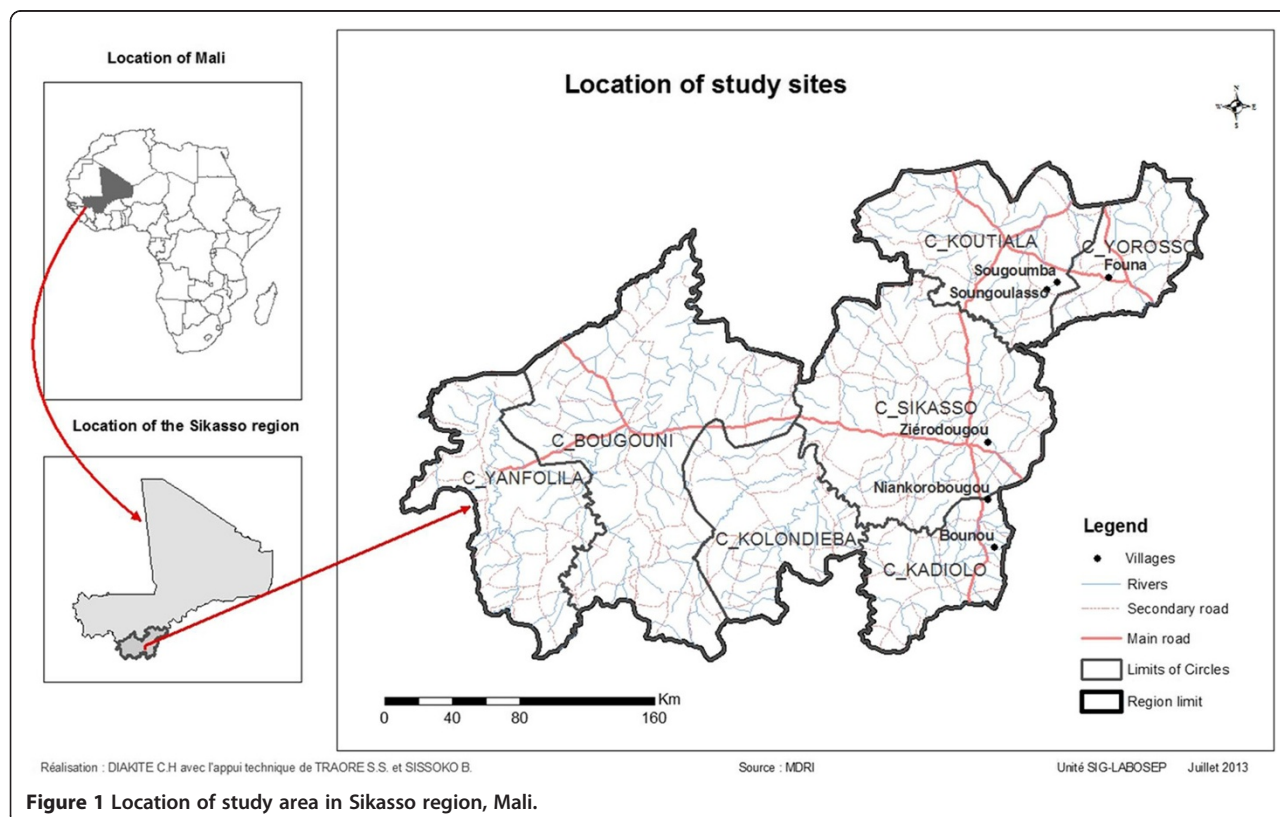 Location of Mali
Location of the Sikasso region
Location of study sites
N
W E
S
C_KOUTIALA
C_YOROSSO
Sougoumba
Founa
Soungoulasso
C_SIKASSO
Ziérodougou
C_BOUGOUNI
C_YANFOLILA
Niankorobougou
C_KOLONDIEBA
Bounou
C_KADIOLO
Legend
Villages
Rivers
Secondary road
Main road
Limits of Circles
Region limit
Km
0 40 80 160
Réalisation : DIAKITE C.H avec l'appui technique de TRAORE S.S. et SISSOKO B.
Source : MDRI
Unité SIG-LABOSEP Juillet 2013
Figure 1 Location of study area in Sikasso region, Mali.